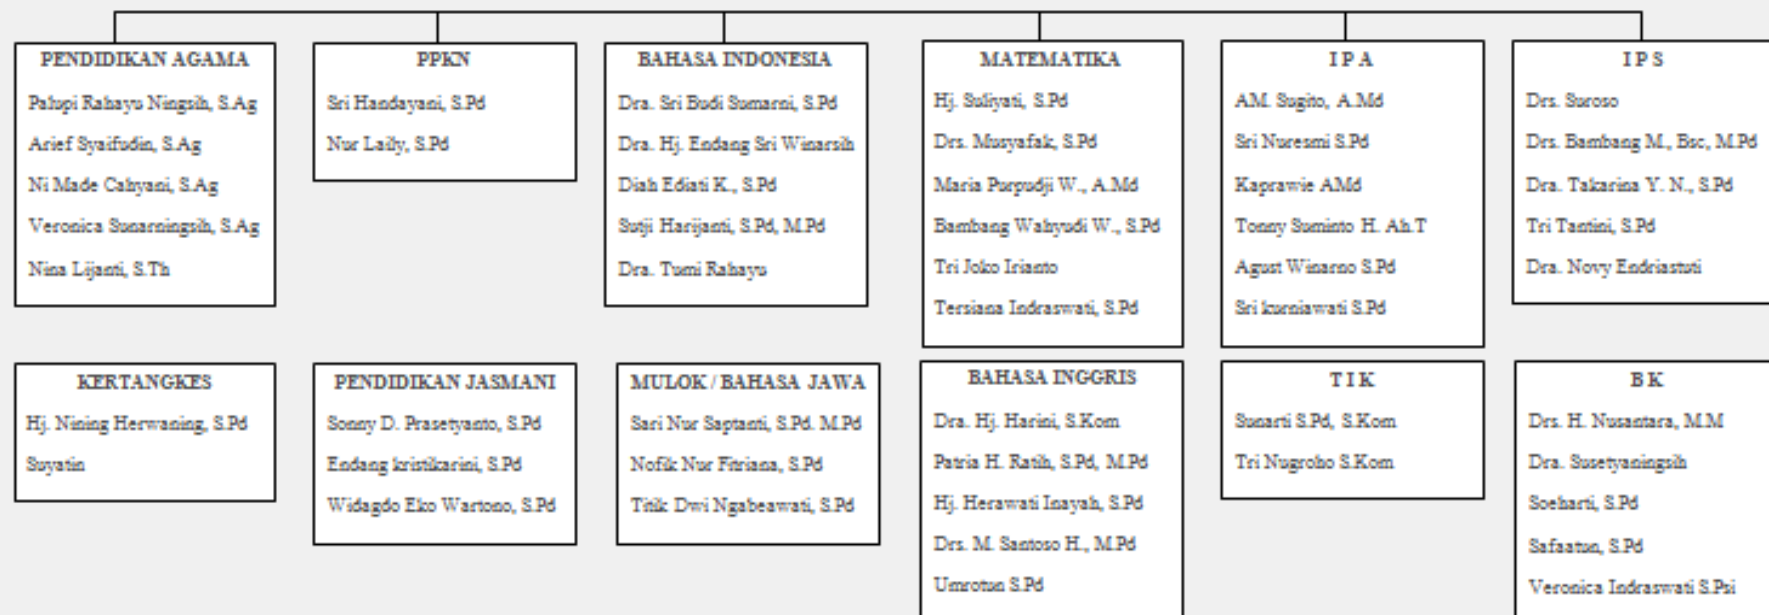 PENDIDIKAN AGAMA
Palupi Rahayu Ningsih, S.Ag
Arief Syaifudin, S.Ag
Ni Made Cahyani, S.Ag
Veronica Sunarningsih, S.Ag
Nina Lijanti, S.Th
PPKN
Sri Handayani, S.Pd
Nur Laily, S.Pd
BAHASA INDONESIA
Dra. Sri Budi Sumarni, S.Pd
Dra. Hj. Endang Sri Winarsih
Diah Ediati K., S.Pd
Sutji Harijanti, S.Pd, M.Pd
Dra. Tumi Rahayu
MATEMATIKA
Hj. Suliyati, S.Pd
Drs. Musyafak, S.Pd
Maria Purpudji W., A.Md
Bambang Wahyudi W., S.Pd
Tri Joko Irianto
Tersiana Indraswati, S.Pd
I P A
AM. Sugito, A.Md
Sri Nuresmi S.Pd
Kaprawie AMd
Tonny Suminto H. Ah.T
Agust Winarno S.Pd
Sri kurniawati S.Pd
I P S
Drs. Suroso
Drs. Bambang M., Bsc, M.Pd
Dra. Takarina Y. N., S.Pd
Tri Tantini, S.Pd
Dra. Novy Endriastuti
KERTANGKES
Hj. Nining Herwaning, S.Pd
Suyatin
PENDIDIKAN JASMANI
Sonny D. Prasetyanto, S.Pd
Endang kristikarini, S.Pd
Widagdo Eko Wartono, S.Pd
MULOK / BAHASA JAWA
Sari Nur Saptanti, S.Pd. M.Pd
Nofik Nur Fitriana, S.Pd
Titik Dwi Ngabeawati, S.Pd
BAHASA INGGRIS
Dra. Hj. Harini, S.Kom
Patria H. Ratih, S.Pd, M.Pd
Hj. Herawati Inayah, S.Pd
Drs. M. Santoso H., M.Pd
Umrotun S.Pd
T I K
Sunarti S.Pd, S.Kom
Tri Nugroho S.Kom
B K
Drs. H. Nusantara, M.M
Dra. Susetyaningsih
Soeharti, S.Pd
Safaatun, S.Pd
Veronica Indraswati S.Psi